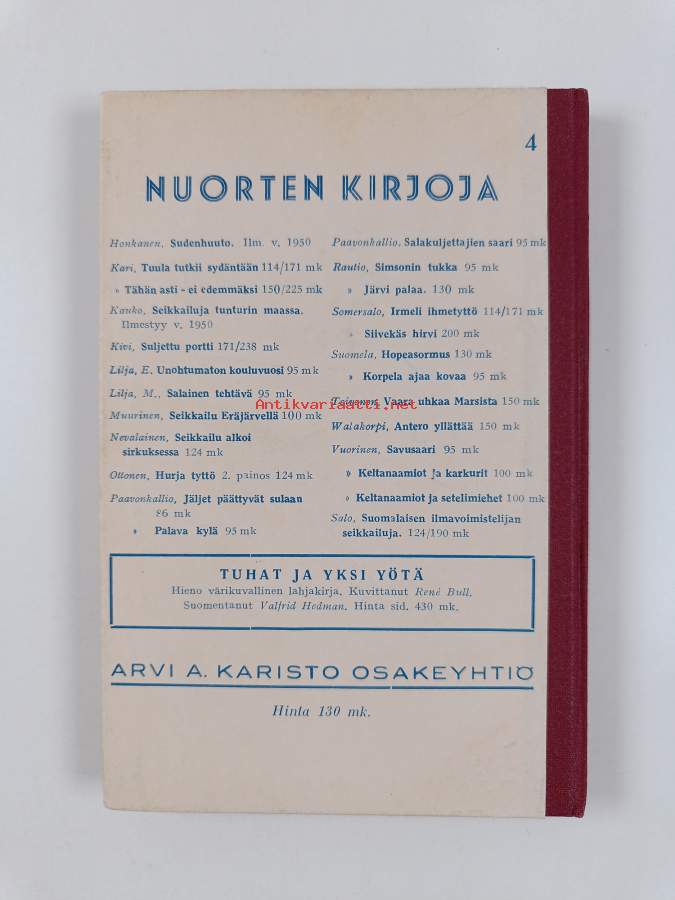 4
NUORTEN KIRJOJA
Honkanen, Sudenhuuto. Ilm. v. 1950
Kari, Tuula tutkii sydäntään 114/171 mk
» Tähän asti - ei edemmäksi 150/225 mk
Kauko, Seikkailuja tunturin maassa.
Ilmestyy v. 1950
Kivi, Suljettu portti 171/238 mk
Lilja, E. Unohtumaton kouluvuosi 95 mk
Lilja, M., Salainen tehtävä 95 mk
Muurinen, Seikkailu Eräjärvellä 100 mk
Nevalainen, Seikkailu alkoi
sirkuksessa 124 mk
Ottonen, Hurja tyttö 2. painos 124 mk
Paavonkallio, Jäljet päättyvät sulaan
86 mk
» Palava kylä 95 mk
Paavonkallio, Salakuljettajien saari 95 mk
Rautio, Simsonin tukka 95 mk
» Järvi palaa. 130 mk
Somersalo, Irmeli ihmetyttö 114/171 mk
» Siivekäs hirvi 200 mk
Suomela, Hopeasormus 130 mk
» Korpela ajaa kovaa 95 mk
Toivonen, Vaara uhkaa Marsista 150 mk
Walakorpi, Antero yllättää 150 mk
Vuorinen, Savusaari 95 mk
» Keltanaamiot ja karkurit 100 mk
» Keltanaamiot ja setelimiehet 100 mk
Salo, Suomalaisen ilmavoimistelijan
seikkailuja. 124/190 mk
Antikvariaatti.net
TUHAT JA YKSI YÖTÄ
Hieno värikuvallinen lahjakirja. Kuvittanut René Bull.
Suomentanut Valfrid Hedman. Hinta sid. 430 mk.
ARVI A. KARISTO OSAKEYHTIÖ
Hinta 130 mk.